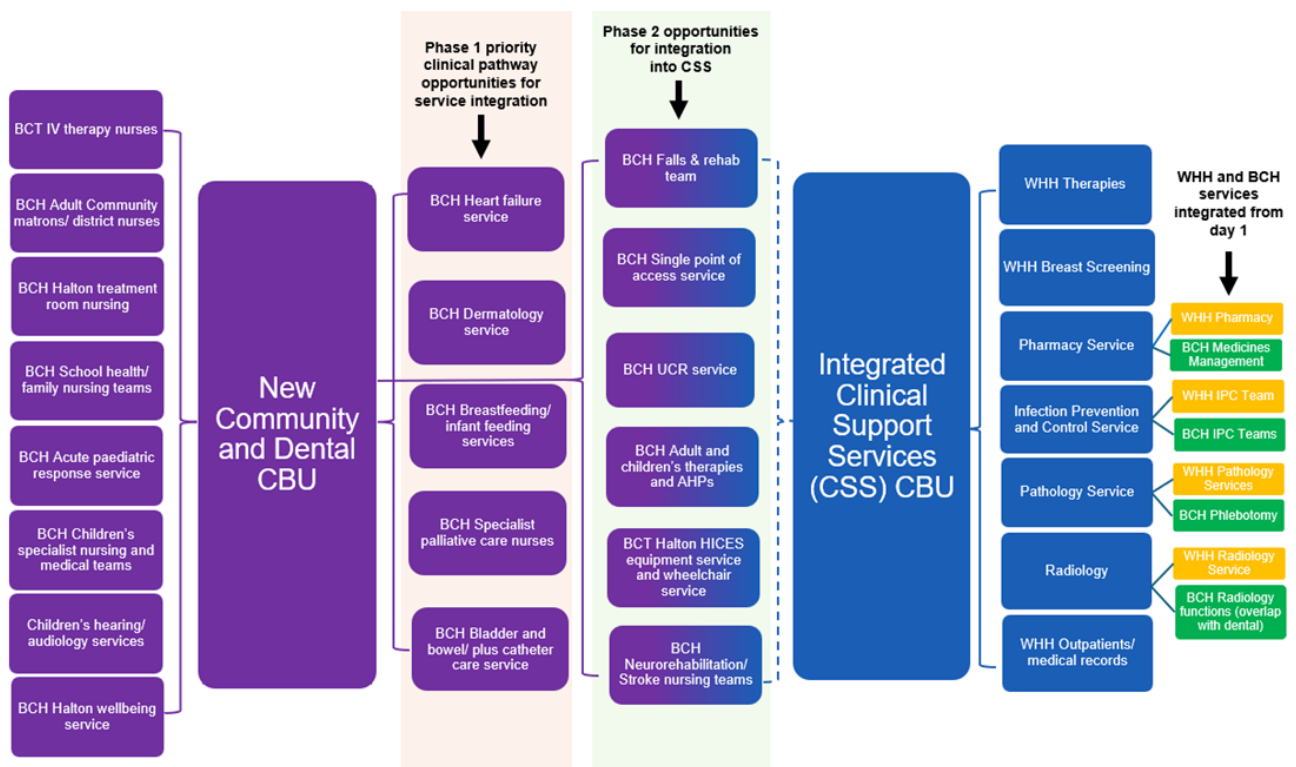 BCT IV therapy nurses
BCH Adult Community
matrons/ district nurses
BCH Halton treatment
room nursing
BCH School health/
family nursing teams
BCH Acute paediatric
response service
BCH Children's
specialist nursing and
medical teams
Children's hearing/
audiology services
BCH Halton wellbeing
service
New
Community
and Dental
CBU
Phase 1 priority
clinical pathway
opportunities for
service integration
BCH Heart failure
service
BCH Dermatology
service
BCH Breastfeeding/
infant feeding
services
BCH Specialist
palliative care nurses
BCH Bladder and
bowel/ plus catheter
care service
Phase 2 opportunities
for integration
into CSS
BCH Falls & rehab
team
BCH Single point of
access service
BCH UCR service
BCH Adult and
children's therapies
and AHPs
BCT Halton HICES
equipment service
and wheelchair
service
BCH
Neurorehabilitation/
Stroke nursing teams
Integrated
Clinical
Support
Services
(CSS) CBU
WHH Therapies
WHH Breast Screening
Pharmacy Service
Infection Prevention
and Control Service
Pathology Service
Radiology
WHH Outpatients/
medical records
WHH and BCH
services
integrated from
day 1
WHH Pharmacy
BCH Medicines
Management
WHH IPC Team
BCH IPC Teams
WHH Pathology
Services
BCH Phlebotomy
WHH Radiology
Service
BCH Radiology
functions (overlap
with dental)